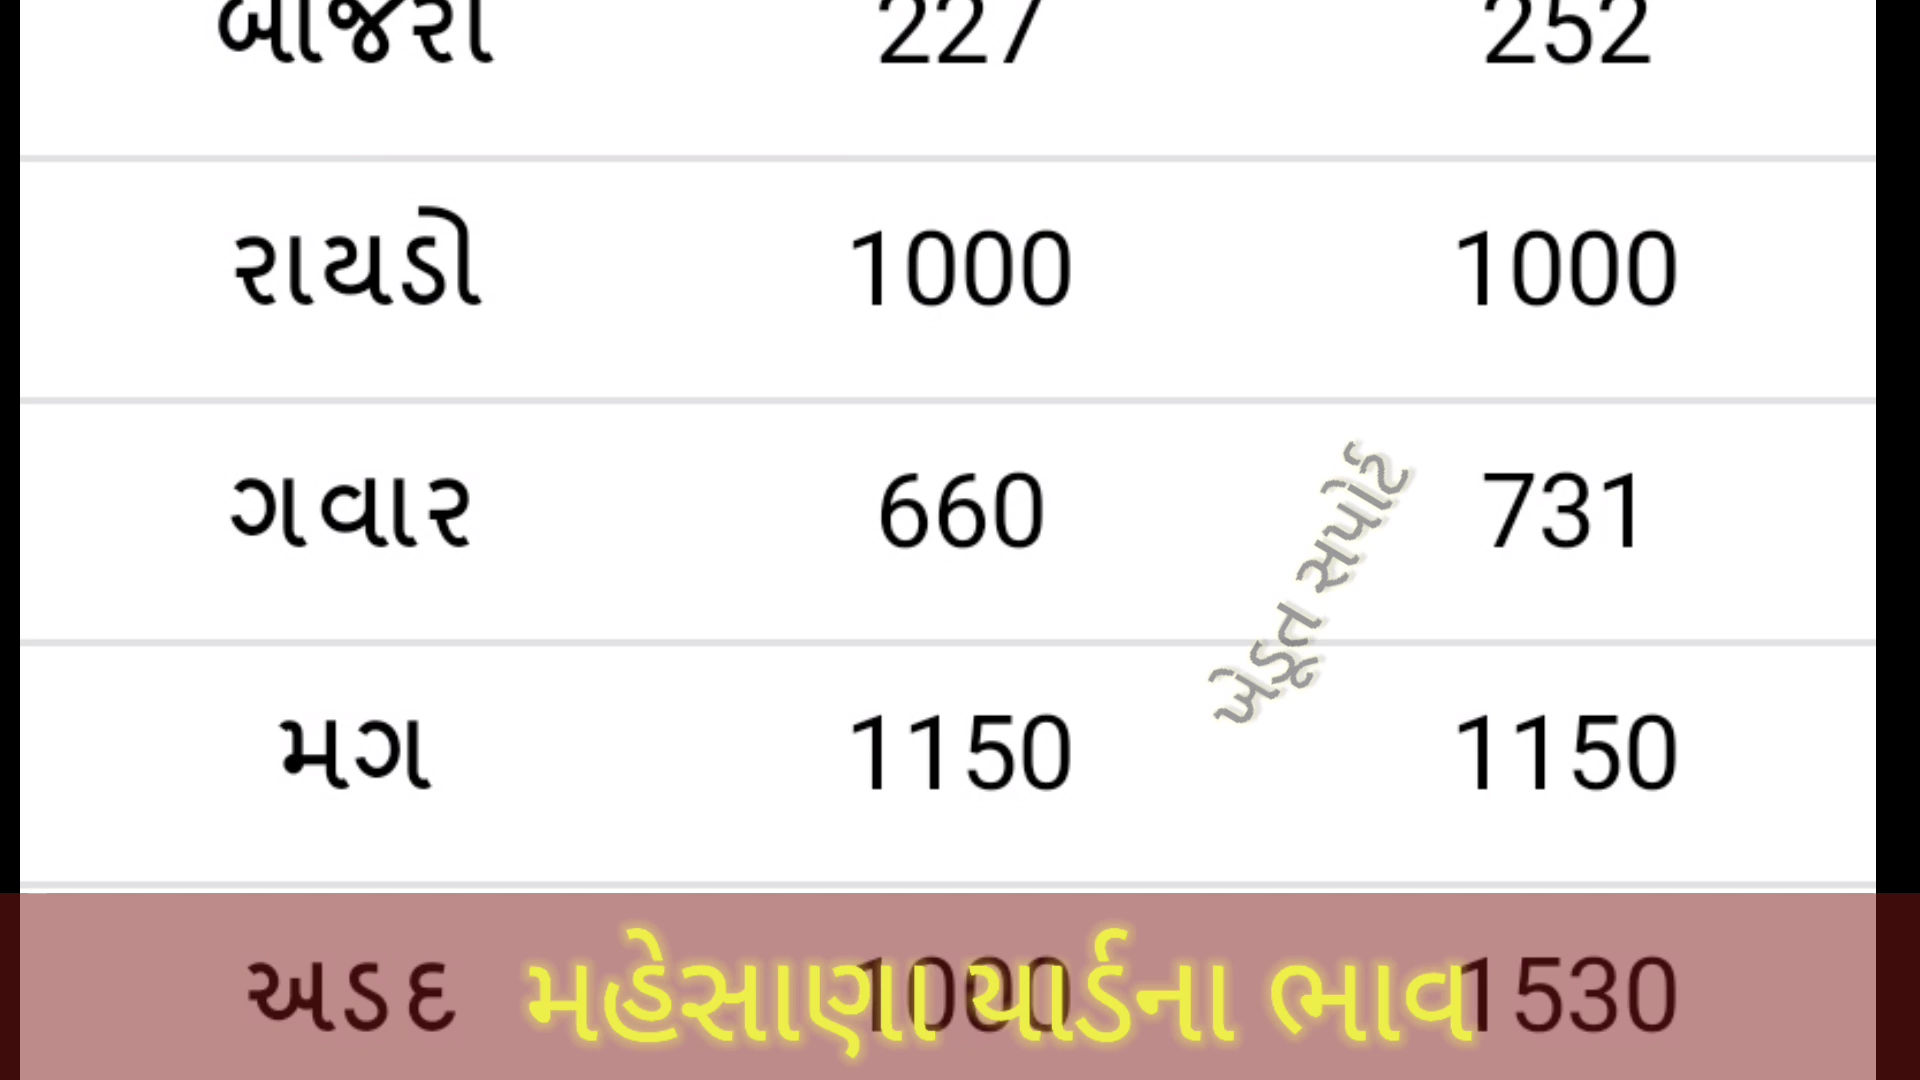 બાજરી 227 252
રાયડો 1000 1000
ગવાર 660 731
ખેડૂત સપોર્ટ
મગ 1150 1150
અડદ 1530
મહેસાણા યાર્ડના ભાવ